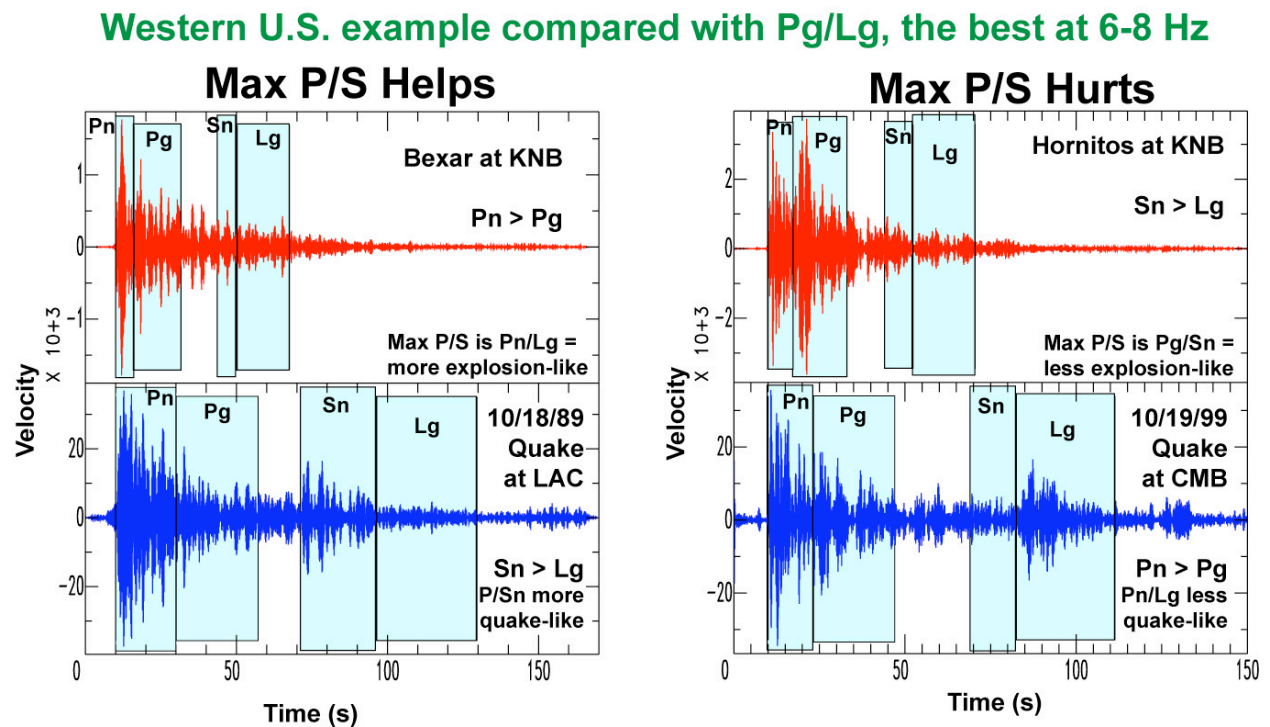 Western U.S. example compared with Pg/Lg, the best at 6-8 Hz
Max P/S Helps
Pn
Pg
Sn
Lg
Bexar at KNB
Pn > Pg
Max P/S is Pn/Lg =
more explosion-like
1
0
-1
X 10+3
Velocity
Pn
Pg
Sn
Lg
10/18/89
Quake
at LAC
Sn > Lg
P/Sn more
quake-like
20
0
-20
0
50
100
150
Time (s)
Max P/S Hurts
Pn
Pg
Sn
Lg
Hornitos at KNB
Sn > Lg
Max P/S is Pg/Sn =
less explosion-like
2
0
-2
X 10+3
Velocity
Pn
Pg
Sn
Lg
10/19/99
Quake
at CMB
Pn > Pg
Pn/Lg less
quake-like
20
0
-20
0
50
100
150
Time (s)